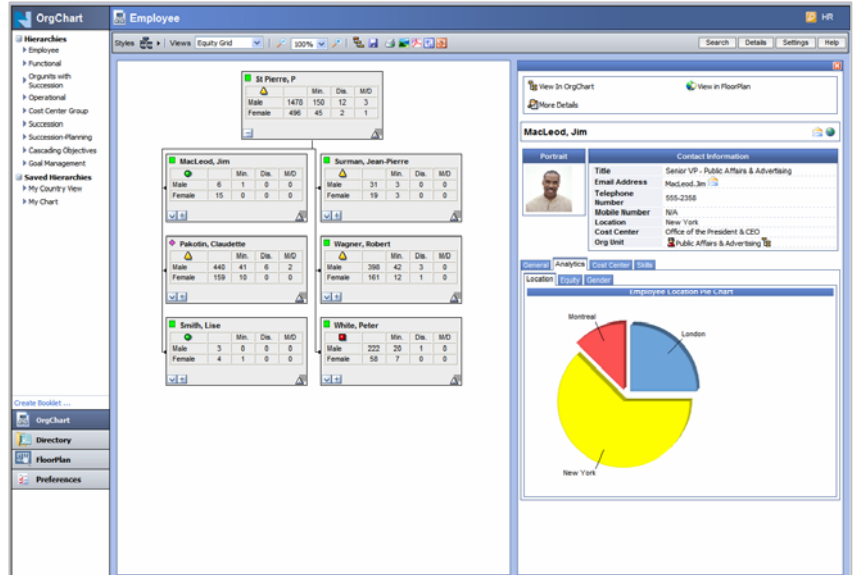 OrgChart
Employee
HR
Hierarchies
Employee
Functional
Orgunits with
Succession
Operational
Cost Center Group
Succession
Succession-Planning
Cascading Objectives
Goal Management
Saved Hierarchies
My Country View
My Chart
Create Booklet ...
OrgChart
Directory
FloorPlan
Preferences
Styles Views Equity Grid 100% Search Details Settings Help
St Pierre, P
Min. Dis. M/D
Male 1478 150 12 3
Female 496 45 2 1
MacLeod, Jim
Min. Dis. M/D
Male 6 1 0 0
Female 15 0 0 0
Surman, Jean-Pierre
Min. Dis. M/D
Male 31 3 0 0
Female 19 3 0 0
Pakotin, Claudette
Min. Dis. M/D
Male 440 41 6 2
Female 159 10 0 0
Wagner, Robert
Min. Dis. M/D
Male 398 42 3 0
Female 161 12 1 0
Smith, Lise
Min. Dis. M/D
Male 3 0 0 0
Female 4 1 0 0
White, Peter
Min. Dis. M/D
Male 222 20 1 0
Female 58 7 0 0
View In OrgChart View in FloorPlan
More Details
MacLeod, Jim
Portrait Contact Information
Title Senior VP - Public Affairs & Advertising
Email Address MacLeod.Jim
Telephone
Number 555-2358
Mobile Number N/A
Location New York
Cost Center Office of the President & CEO
Org Unit Public Affairs & Advertising
General Analytics Cost Center Skills
Location Equity Gender
Employee Location Pie Chart
Montreal
London
New York